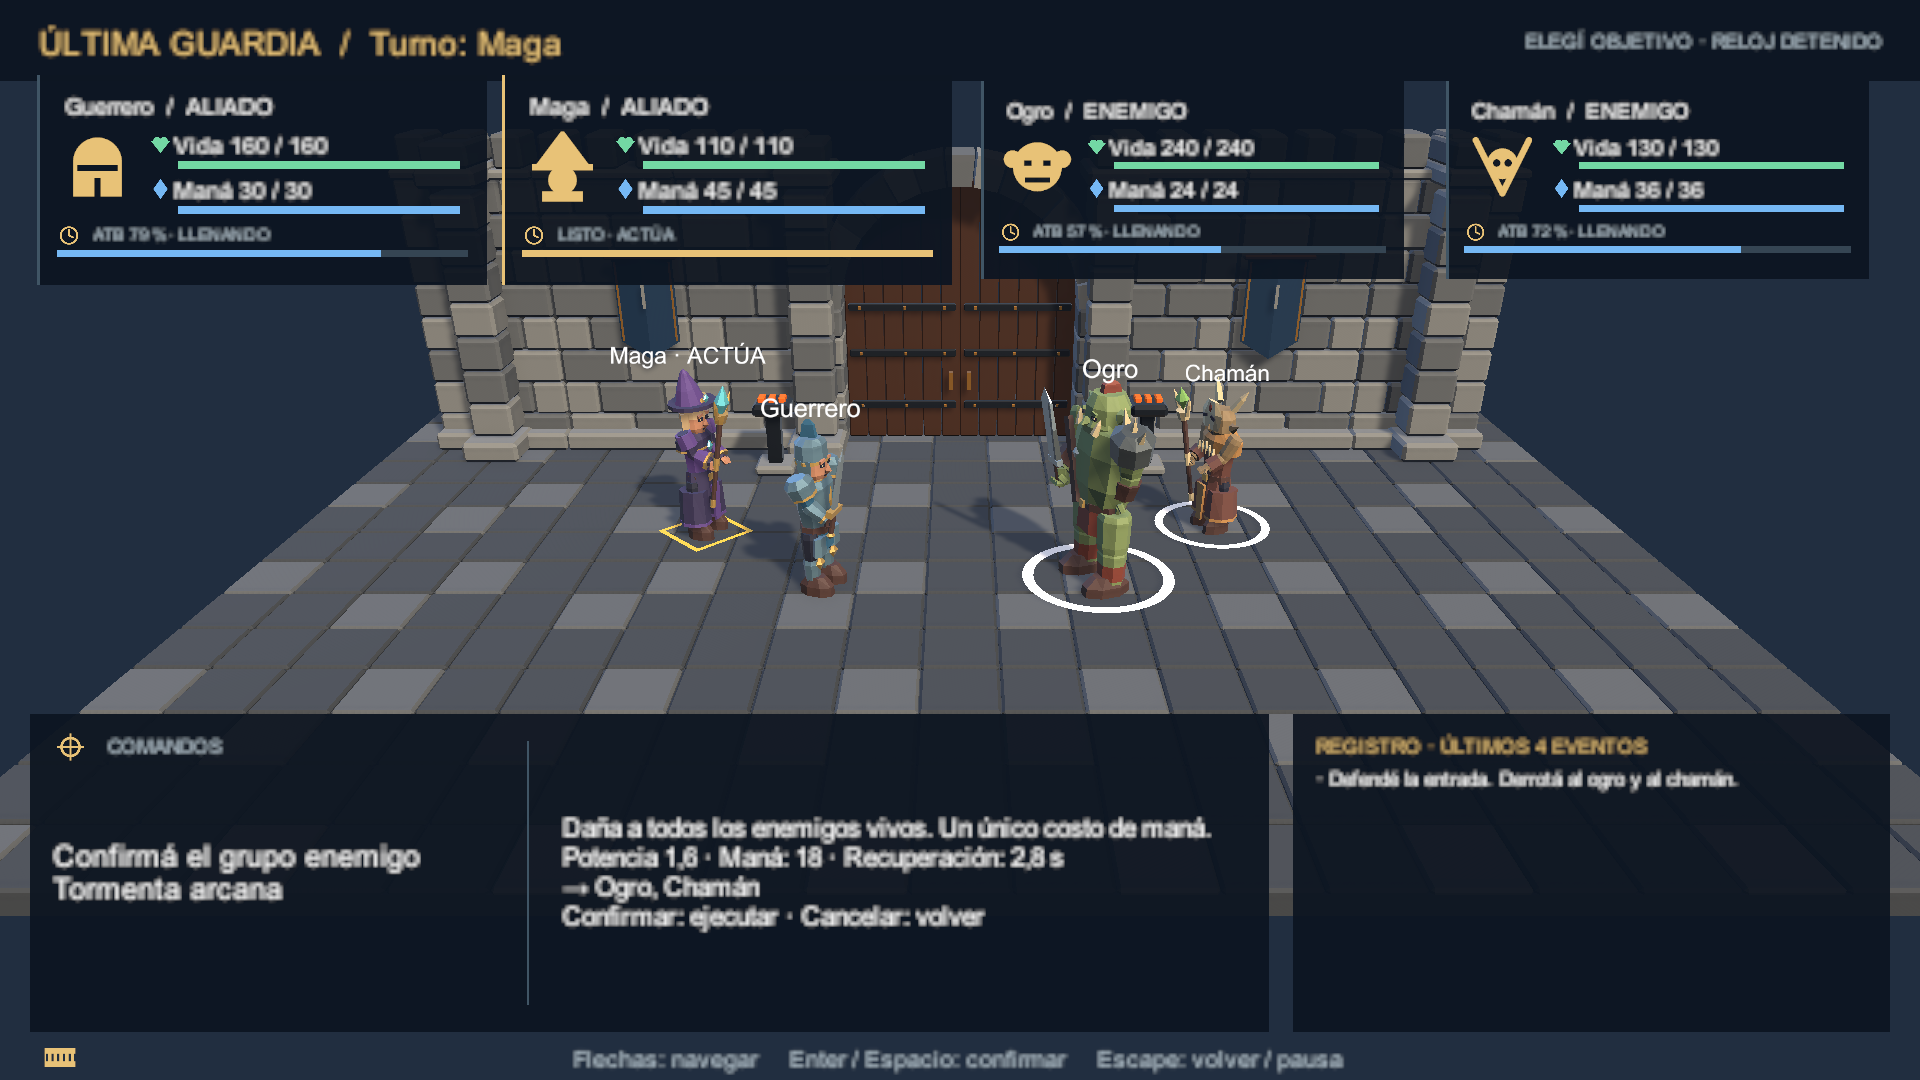 ÚLTIMA GUARDIA / Turno: Maga
ELEGÍ OBJETIVO · RELOJ DETENIDO
Guerrero / ALIADO
Vida 160 / 160
Maná 30 / 30
ATB 79 % · LLENANDO
Maga / ALIADO
Vida 110 / 110
Maná 45 / 45
LISTO · ACTÚA
Ogro / ENEMIGO
Vida 240 / 240
Maná 24 / 24
ATB 57 % · LLENANDO
Chamán / ENEMIGO
Vida 130 / 130
Maná 36 / 36
ATB 72 % · LLENANDO
Maga · ACTÚA
Guerrero
Ogro
Chamán
COMANDOS
Confirmá el grupo enemigo
Tormenta arcana
Daña a todos los enemigos vivos. Un único costo de maná.
Potencia 1,6 · Maná: 18 · Recuperación: 2,8 s
→ Ogro, Chamán
Confirmar: ejecutar · Cancelar: volver
REGISTRO · ÚLTIMOS 4 EVENTOS
· Defendé la entrada. Derrotá al ogro y al chamán.
Flechas: navegar Enter / Espacio: confirmar Escape: volver / pausa